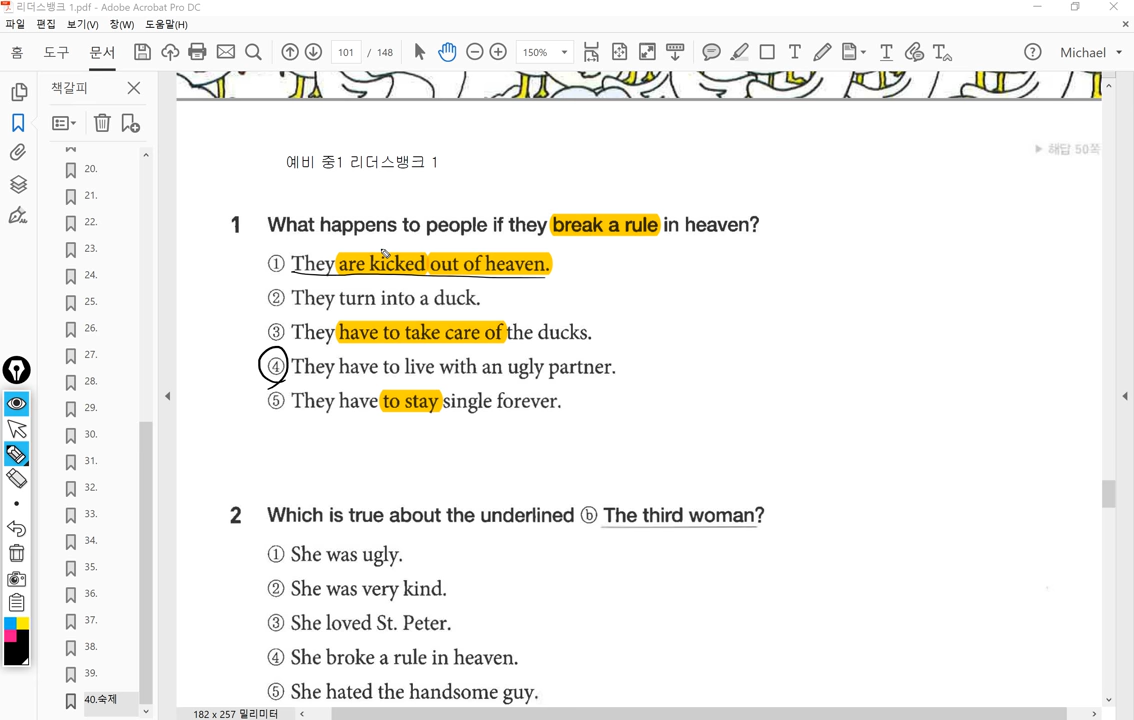 리더스뱅크 1.pdf - Adobe Acrobat Pro DC
파일 편집 보기(V) 창(W) 도움말(H)
홈 도구 문서 101 / 148 150% Michael
책갈피
20.
21.
22.
23.
24.
25.
26.
27.
28.
29.
30.
31.
32.
33.
34.
35.
36.
37.
38.
39.
40.숙제
예비 중1 리더스뱅크 1
▶ 해답 50쪽
1 What happens to people if they break a rule in heaven?
① They are kicked out of heaven.
② They turn into a duck.
③ They have to take care of the ducks.
④ They have to live with an ugly partner.
⑤ They have to stay single forever.
2 Which is true about the underlined ⓑ The third woman?
① She was ugly.
② She was very kind.
③ She loved St. Peter.
④ She broke a rule in heaven.
⑤ She hated the handsome guy.
182 x 257 밀리미터